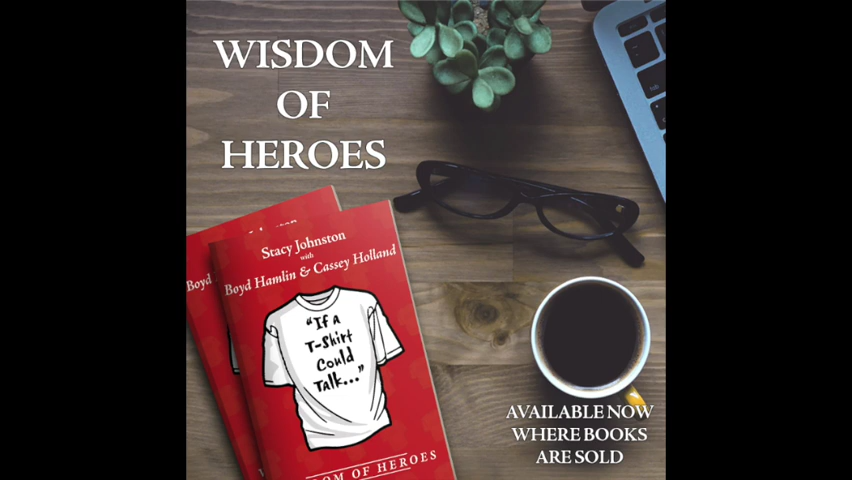 WISDOM
OF
HEROES
Stacy Johnston
with
Boyd Hamlin & Cassey Holland
Boyd
"If a
T-Shirt
Could
Talk..."
OF HEROES
AVAILABLE NOW
WHERE BOOKS
ARE SOLD